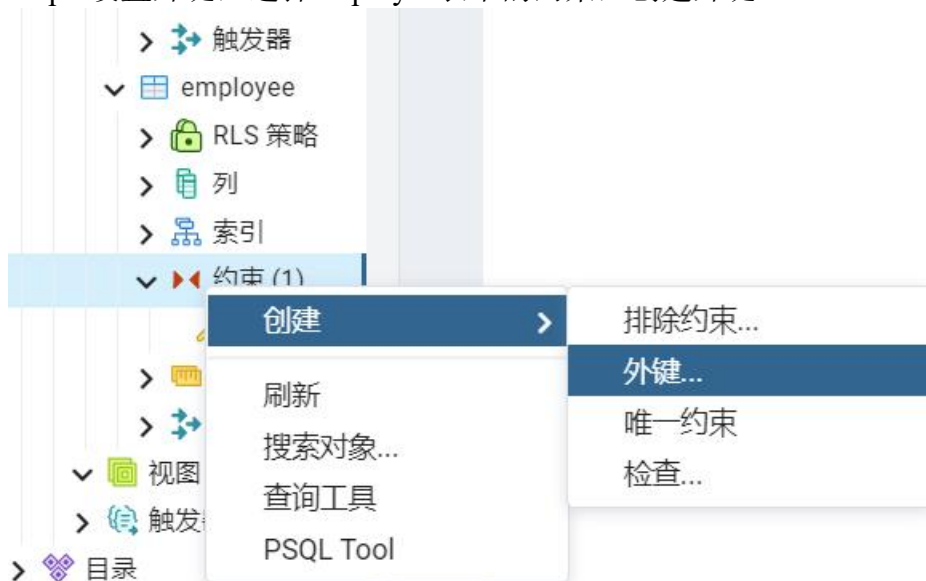 触发器
employee
RLS 策略
列
索引
约束 (1)
创建
排除约束...
外键...
刷新
唯一约束
搜索对象...
检查...
视图
查询工具
触发
PSQL Tool
目录